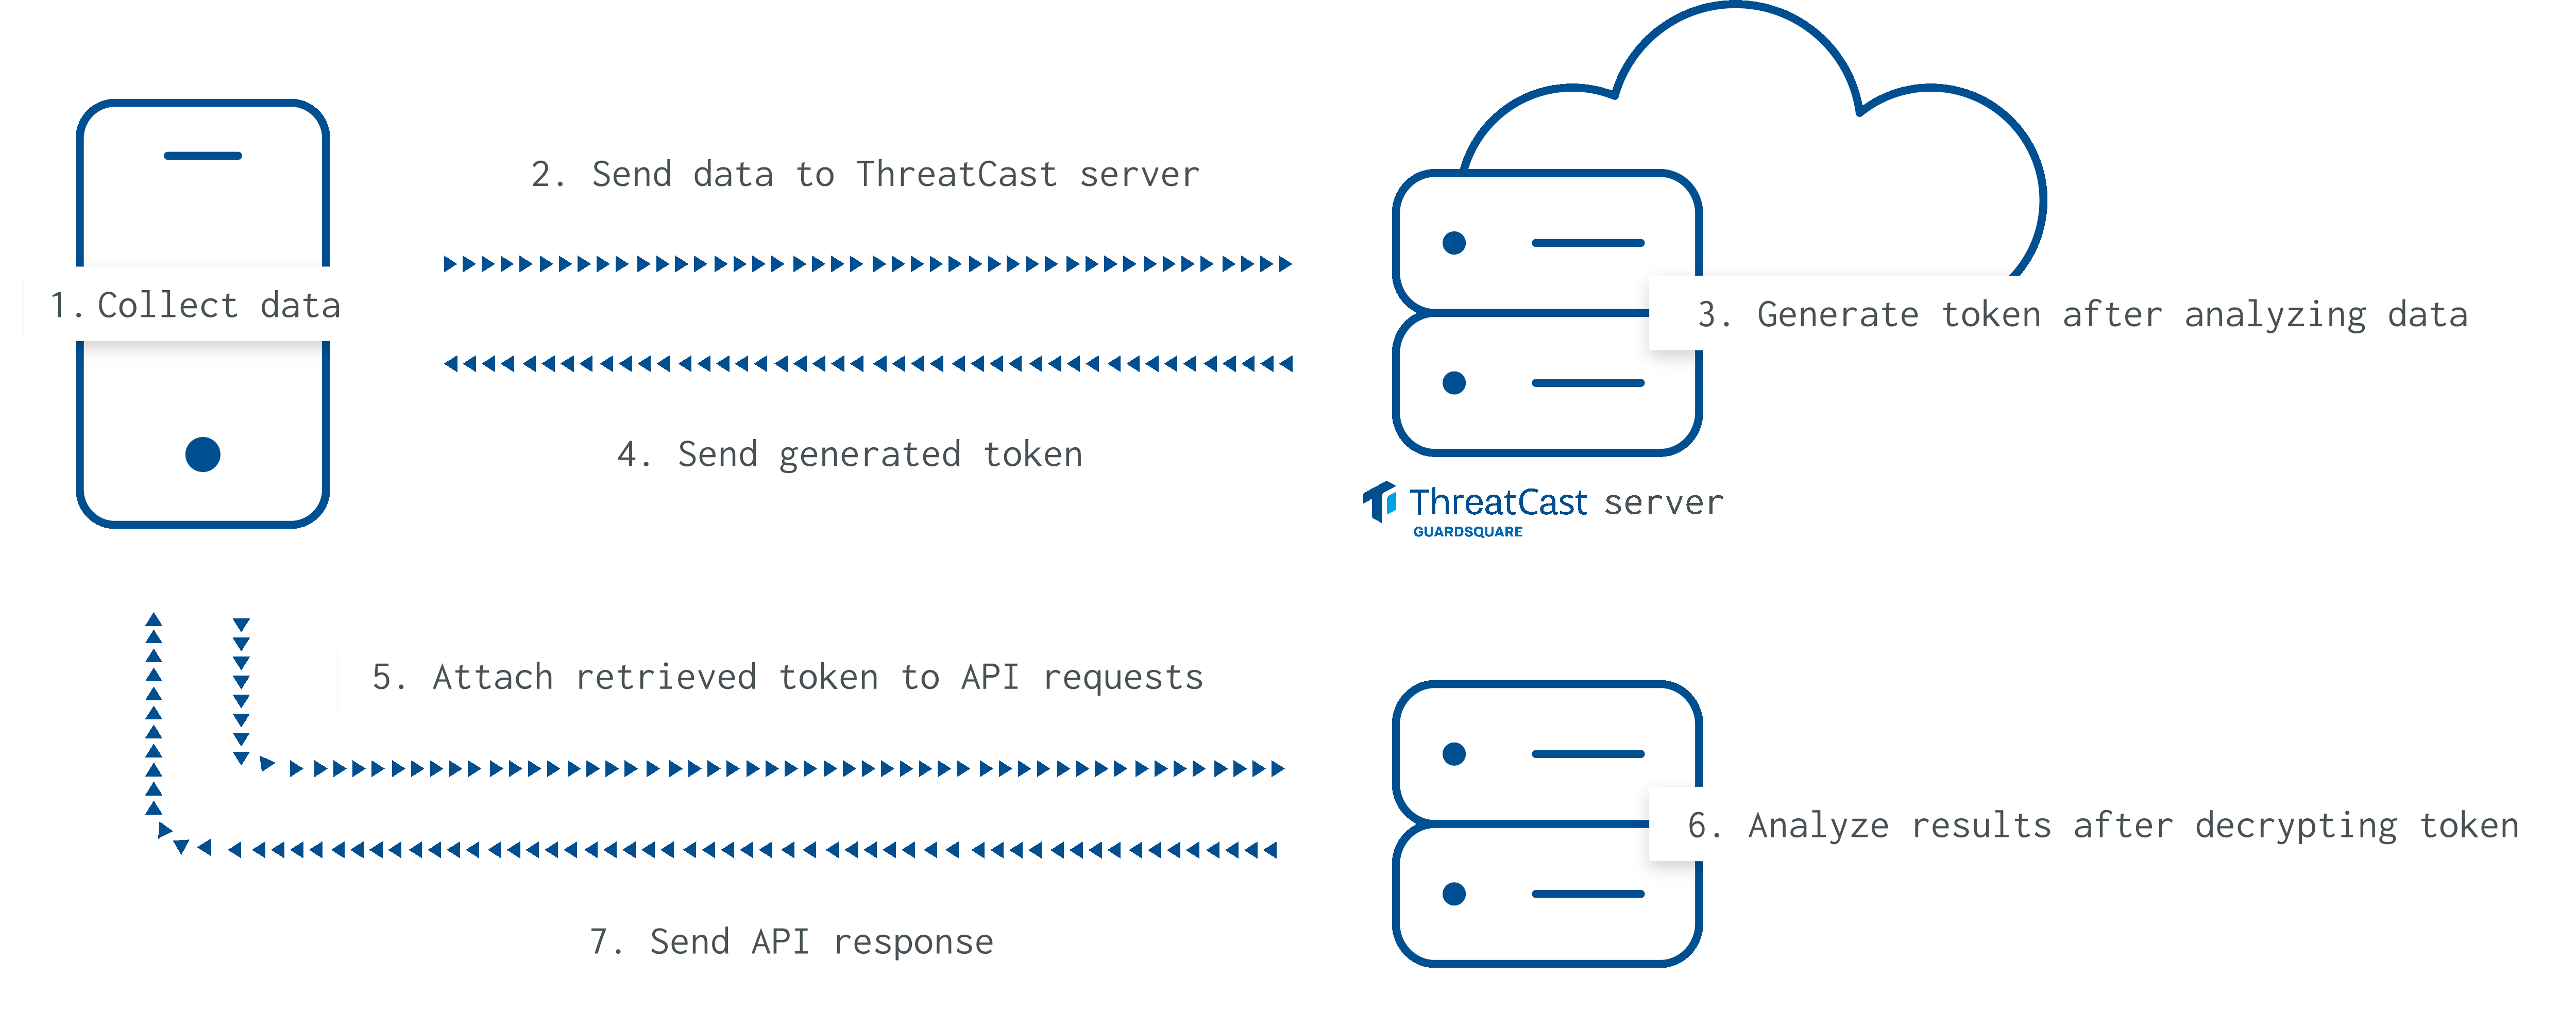 1. Collect data
2. Send data to ThreatCast server
3. Generate token after analyzing data
4. Send generated token
ThreatCast server
GUARDSQUARE
5. Attach retrieved token to API requests
6. Analyze results after decrypting token
7. Send API response